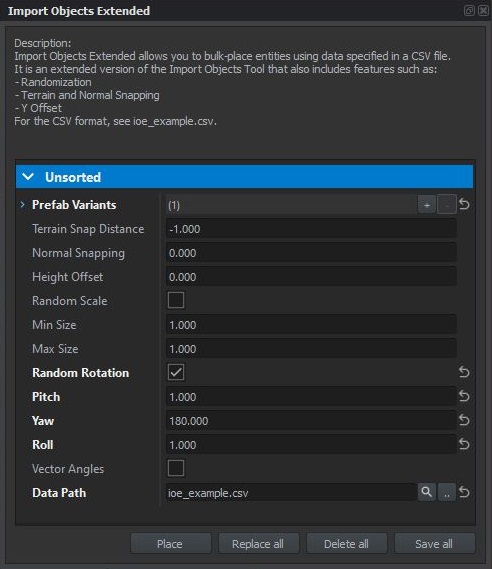 Import Objects Extended
Description:
Import Objects Extended allows you to bulk-place entities using data specified in a CSV file.
It is an extended version of the Import Objects Tool that also includes features such as:
- Randomization
- Terrain and Normal Snapping
- Y Offset
For the CSV format, see ioe_example.csv.
Unsorted
Prefab Variants (1) + -
Terrain Snap Distance -1.000
Normal Snapping 0.000
Height Offset 0.000
Random Scale
Min Size 1.000
Max Size 1.000
Random Rotation
Pitch 1.000
Yaw 180.000
Roll 1.000
Vector Angles
Data Path ioe_example.csv ..
Place Replace all Delete all Save all